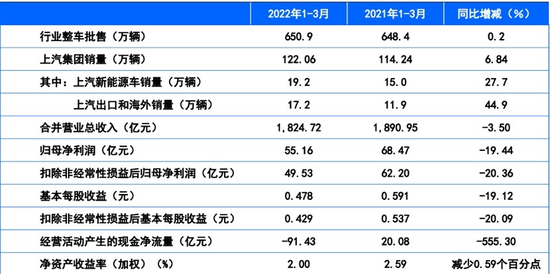 2022年1-3月 2021年1-3月 同比增减（%）
行业整车批售（万辆） 650.9 648.4 0.2
上汽集团销量（万辆） 122.06 114.24 6.84
其中：上汽新能源车销量（万辆） 19.2 15.0 27.7
上汽出口和海外销量（万辆） 17.2 11.9 44.9
合并营业总收入（亿元） 1,824.72 1,890.95 -3.50
归母净利润（亿元） 55.16 68.47 -19.44
扣除非经常性损益后归母净利润（亿元） 49.53 62.20 -20.36
基本每股收益（元） 0.478 0.591 -19.12
扣除非经常性损益后基本每股收益（元） 0.429 0.537 -20.09
经营活动产生的现金净流量（亿元） -91.43 20.08 -555.30
净资产收益率（加权）（%） 2.00 2.59 减少0.59个百分点